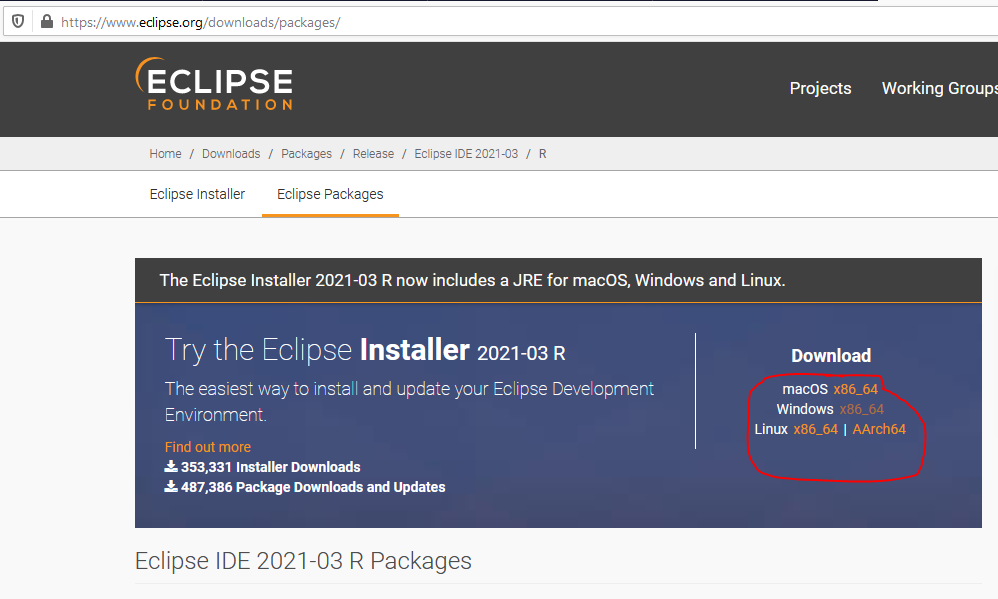 https://www.eclipse.org/downloads/packages/
ECLIPSE
FOUNDATION
Projects Working Groups
Home / Downloads / Packages / Release / Eclipse IDE 2021-03 / R
Eclipse Installer Eclipse Packages
The Eclipse Installer 2021-03 R now includes a JRE for macOS, Windows and Linux.
Try the Eclipse Installer 2021-03 R
The easiest way to install and update your Eclipse Development
Environment.
Find out more
353,331 Installer Downloads
487,386 Package Downloads and Updates
Download
macOS x86_64
Windows x86_64
Linux x86_64 | AArch64
Eclipse IDE 2021-03 R Packages